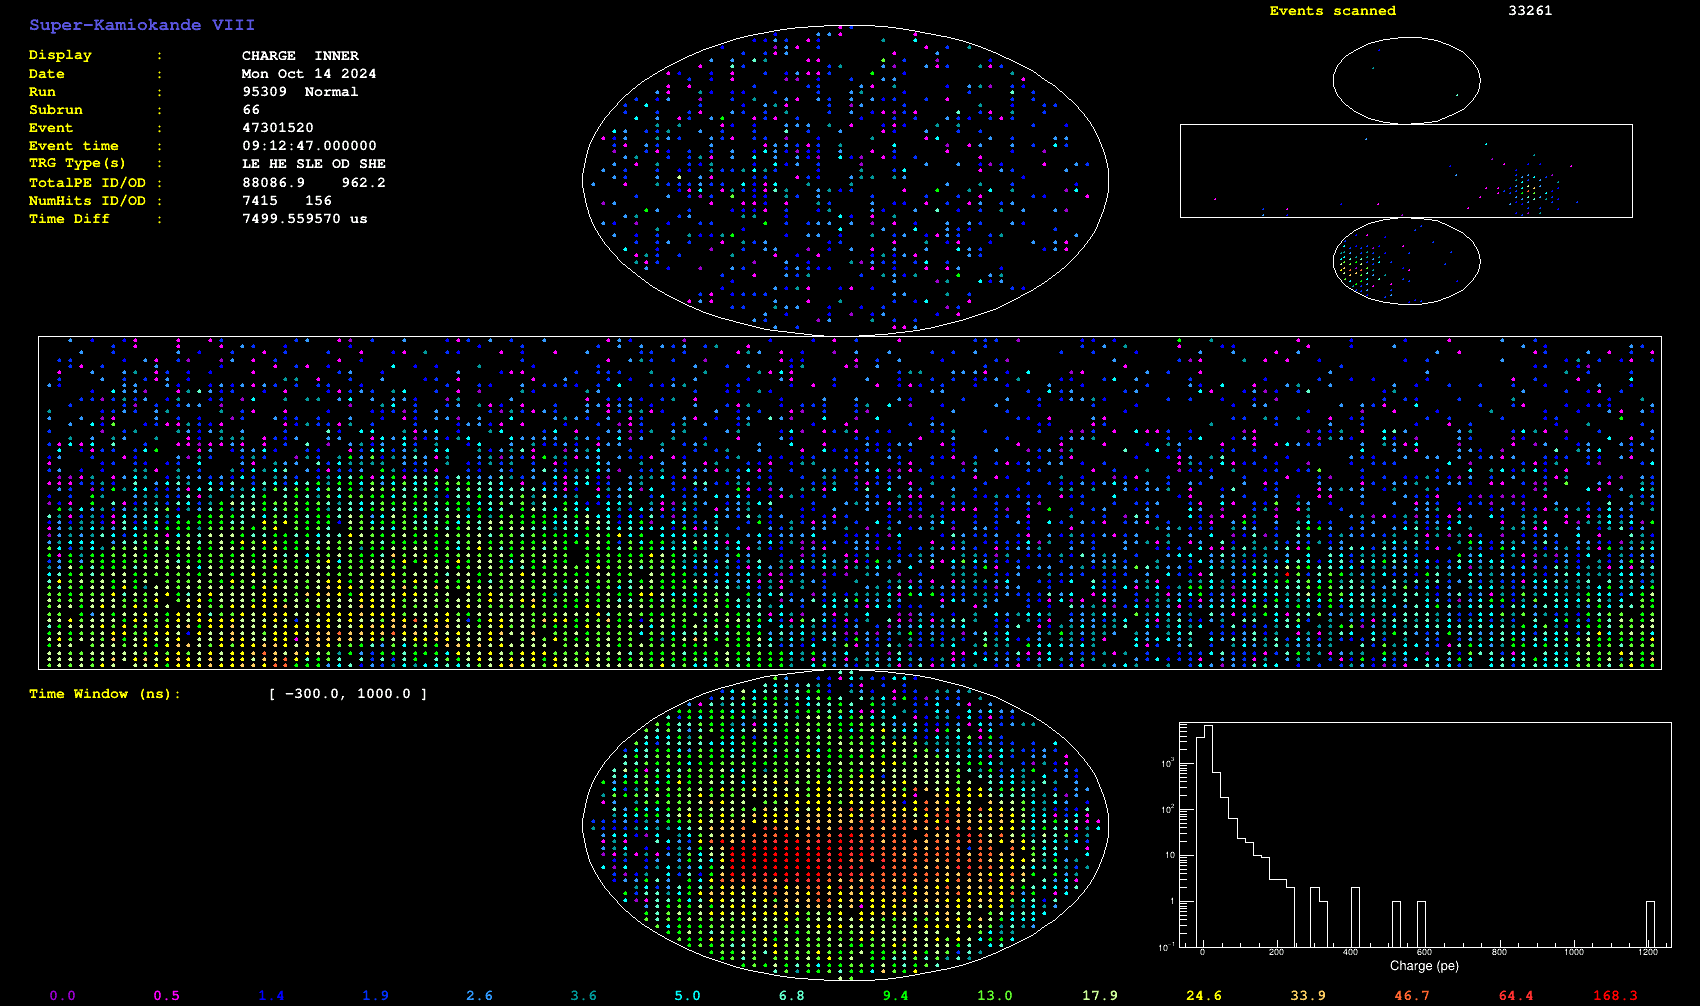 Super-Kamiokande VIII
Events scanned 33261
Display : CHARGE INNER
Date : Mon Oct 14 2024
Run : 95309 Normal
Subrun : 66
Event : 47301520
Event time : 09:12:47.000000
TRG Type(s) : LE HE SLE OD SHE
TotalPE ID/OD : 88086.9 962.2
NumHits ID/OD : 7415 156
Time Diff : 7499.559570 us
Time Window (ns): [ -300.0, 1000.0 ]
10³
10²
10
1
10⁻¹
0 200 400 600 800 1000 1200
Charge (pe)
0.0 0.5 1.4 1.9 2.6 3.6 5.0 6.8 9.4 13.0 17.9 24.6 33.9 46.7 64.4 168.3